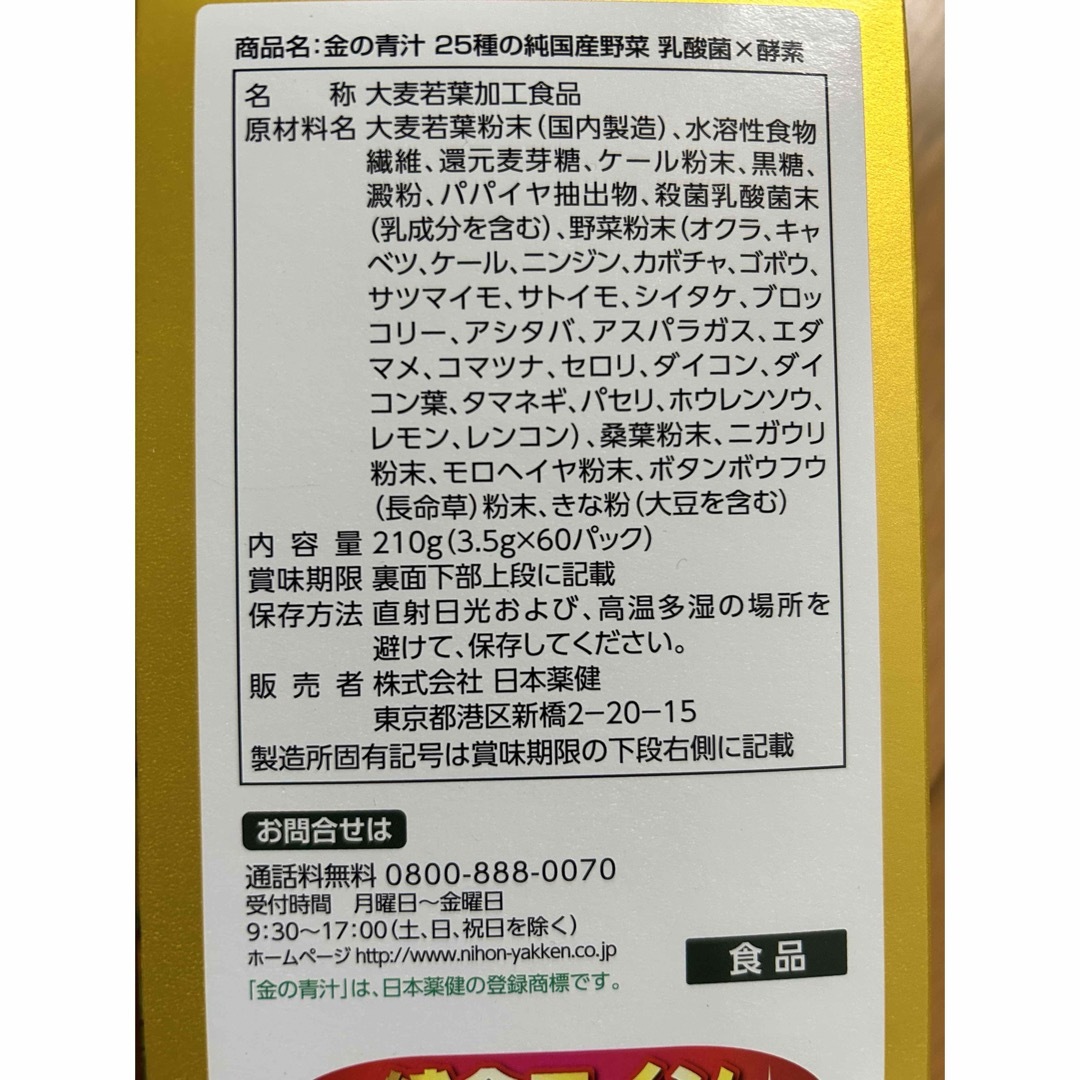 商品名:金の青汁 25種の純国産野菜 乳酸菌×酵素
名 称 大麦若葉加工食品
原材料名 大麦若葉粉末(国内製造)、水溶性食物
繊維、還元麦芽糖、ケール粉末、黒糖、
澱粉、パパイヤ抽出物、殺菌乳酸菌末
(乳成分を含む)、野菜粉末(オクラ、キャ
ベツ、ケール、ニンジン、カボチャ、ゴボウ、
サツマイモ、サトイモ、シイタケ、ブロッ
コリー、アシタバ、アスパラガス、エダ
マメ、コマツナ、セロリ、ダイコン、ダイ
コン葉、タマネギ、パセリ、ホウレンソウ、
レモン、レンコン)、桑葉粉末、ニガウリ
粉末、モロヘイヤ粉末、ボタンボウフウ
(長命草)粉末、きな粉(大豆を含む)
内容量 210g(3.5g×60パック)
賞味期限 裏面下部上段に記載
保存方法 直射日光および、高温多湿の場所を
避けて、保存してください。
販売者 株式会社 日本薬健
東京都港区新橋2−20−15
製造所固有記号は賞味期限の下段右側に記載
お問合せは
通話料無料 0800-888-0070
受付時間 月曜日〜金曜日
9:30〜17:00(土、日、祝日を除く)
ホームページ http://www.nihon-yakken.co.jp
食品
「金の青汁」は、日本薬健の登録商標です。